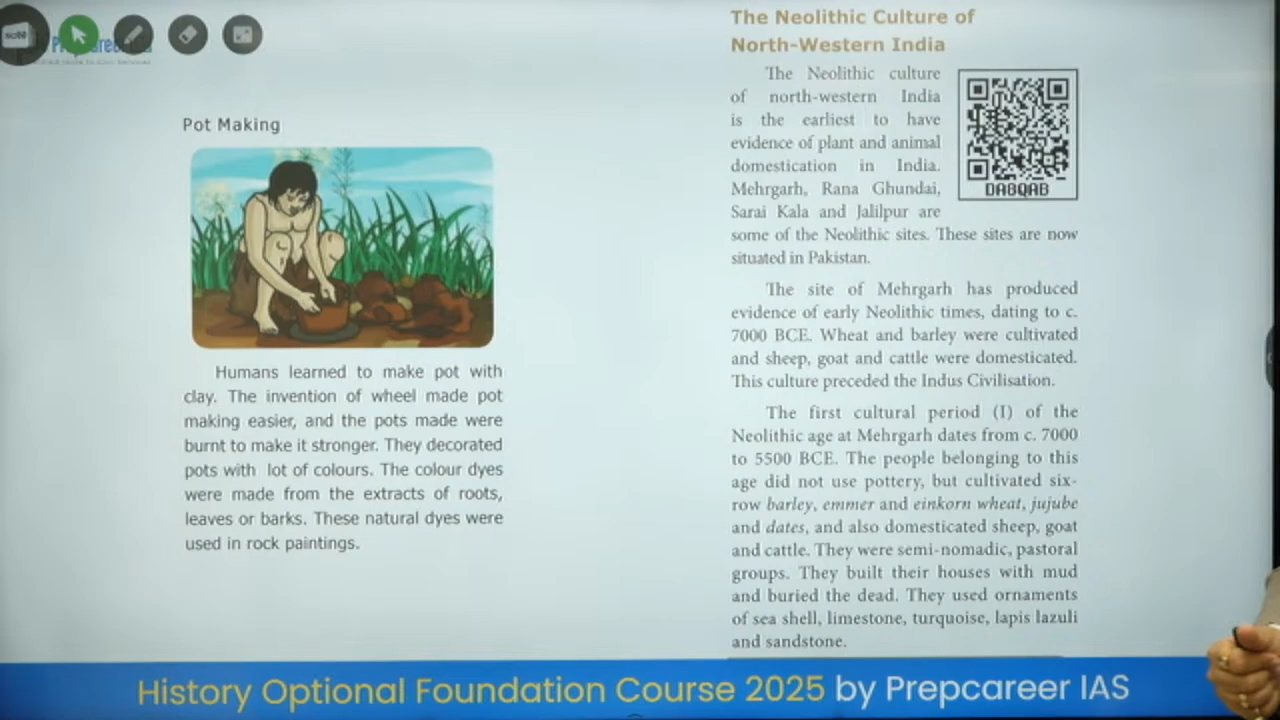 Pot Making
Humans learned to make pot with
clay. The invention of wheel made pot
making easier, and the pots made were
burnt to make it stronger. They decorated
pots with lot of colours. The colour dyes
were made from the extracts of roots,
leaves or barks. These natural dyes were
used in rock paintings.
The Neolithic Culture of
North-Western India
The Neolithic culture
of north-western India
is the earliest to have
evidence of plant and animal
domestication in India.
Mehrgarh, Rana Ghundai,
Sarai Kala and Jalilpur are
some of the Neolithic sites. These sites are now
situated in Pakistan.
DABQAB
The site of Mehrgarh has produced
evidence of early Neolithic times, dating to c.
7000 BCE. Wheat and barley were cultivated
and sheep, goat and cattle were domesticated.
This culture preceded the Indus Civilisation.
The first cultural period (I) of the
Neolithic age at Mehrgarh dates from c. 7000
to 5500 BCE. The people belonging to this
age did not use pottery, but cultivated six-
row barley, emmer and einkorn wheat, jujube
and dates, and also domesticated sheep, goat
and cattle. They were semi-nomadic, pastoral
groups. They built their houses with mud
and buried the dead. They used ornaments
of sea shell, limestone, turquoise, lapis lazuli
and sandstone.
History Optional Foundation Course 2025 by Prepcareer IAS